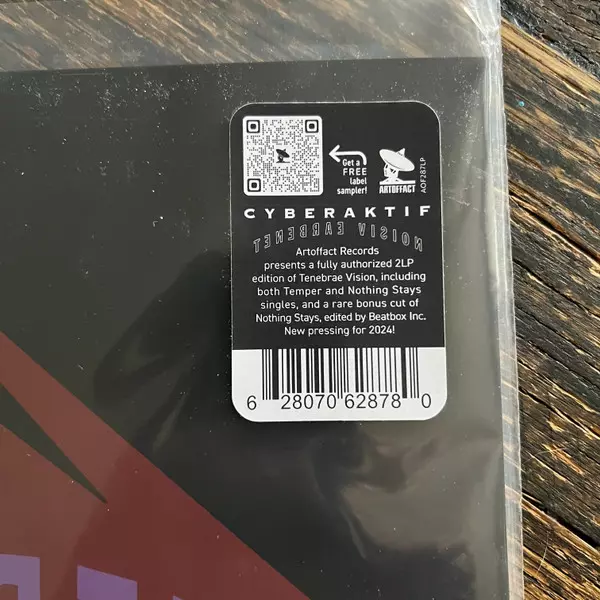 Get a
FREE
label
sampler!
ARTOFFACT
AOF287LP
CYBERAKTIF
TENEBRAE VISION
Artoffact Records
presents a fully authorized 2LP
edition of Tenebrae Vision, including
both Temper and Nothing Stays
singles, and a rare bonus cut of
Nothing Stays, edited by Beatbox Inc.
New pressing for 2024!
6 28070 62878 0